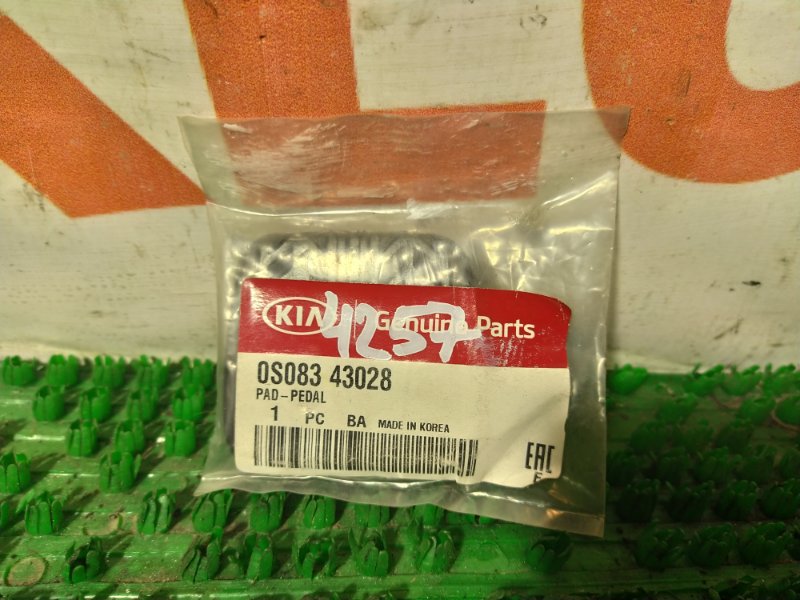 KIA Genuine Parts
4257
0S083 43028
PAD-PEDAL
1 PC BA MADE IN KOREA
EAC